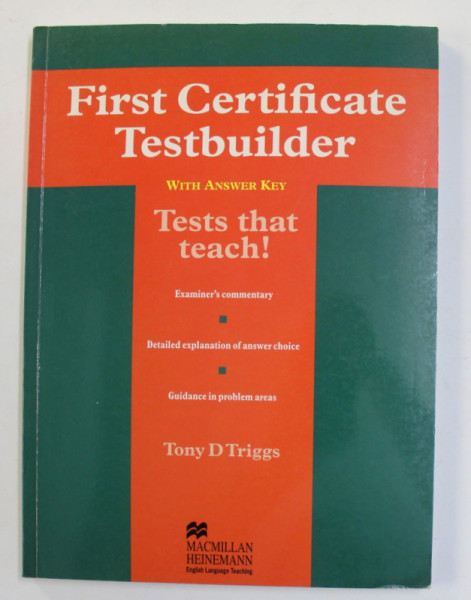 First Certificate
Testbuilder
WITH ANSWER KEY
Tests that
teach!
Examiner's commentary
Detailed explanation of answer choice
Guidance in problem areas
Tony D Triggs
MACMILLAN
HEINEMANN
English Language Teaching